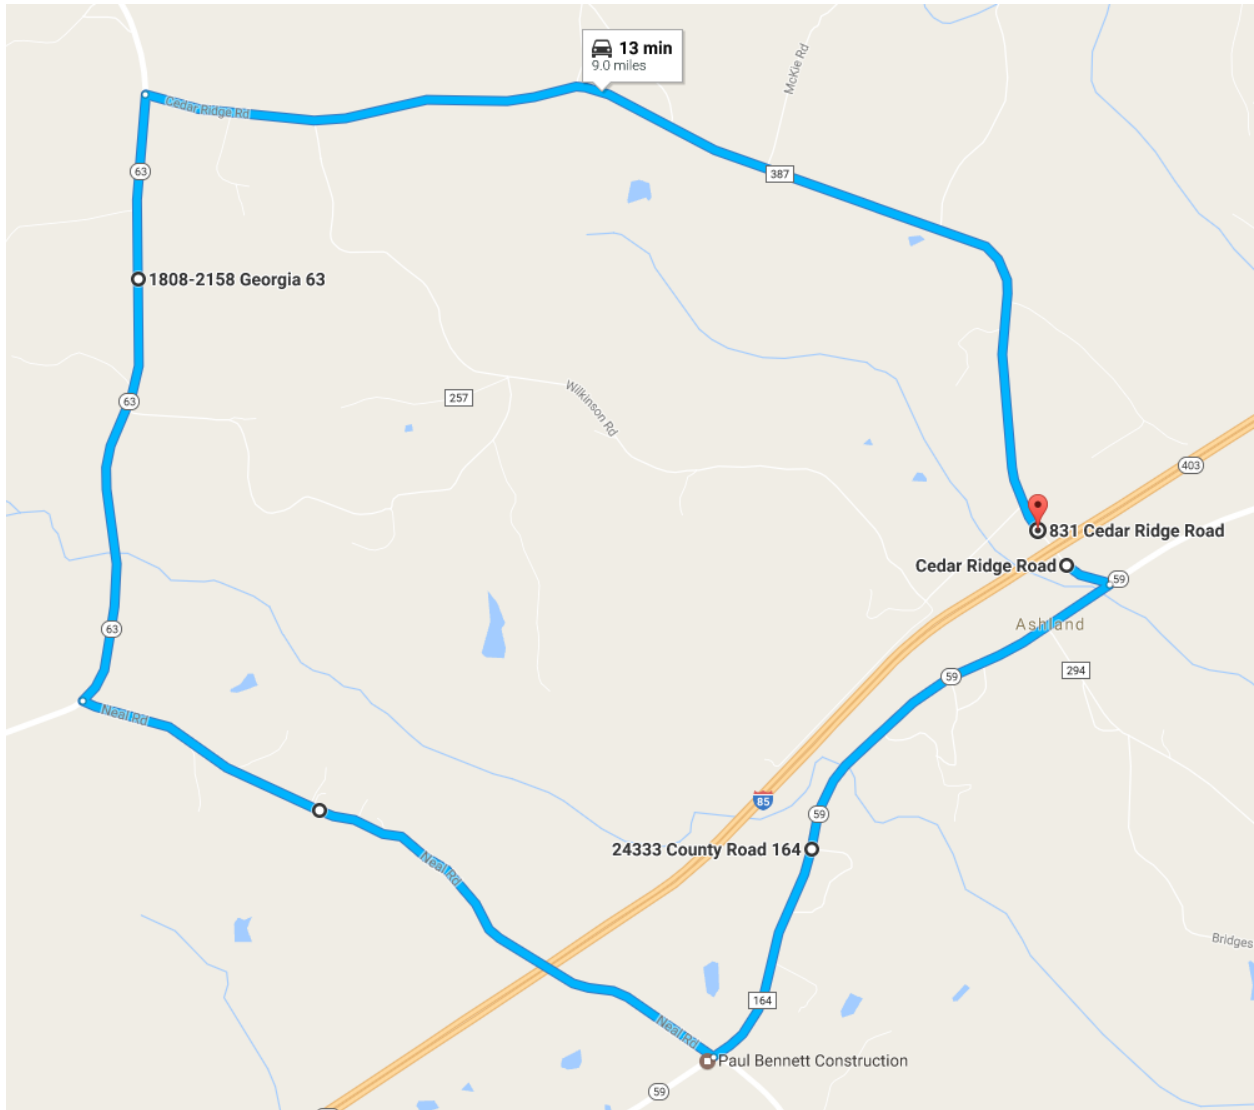 13 min
9.0 miles
McKie Rd
Cedar Ridge Rd
63
387
1808-2158 Georgia 63
257
Wilkinson Rd
63
403
831 Cedar Ridge Road
Cedar Ridge Road
59
Ashland
63
294
59
Neal Rd
85
59
24333 County Road 164
Neal Rd
Bridges
164
Neal Rd
Paul Bennett Construction
59